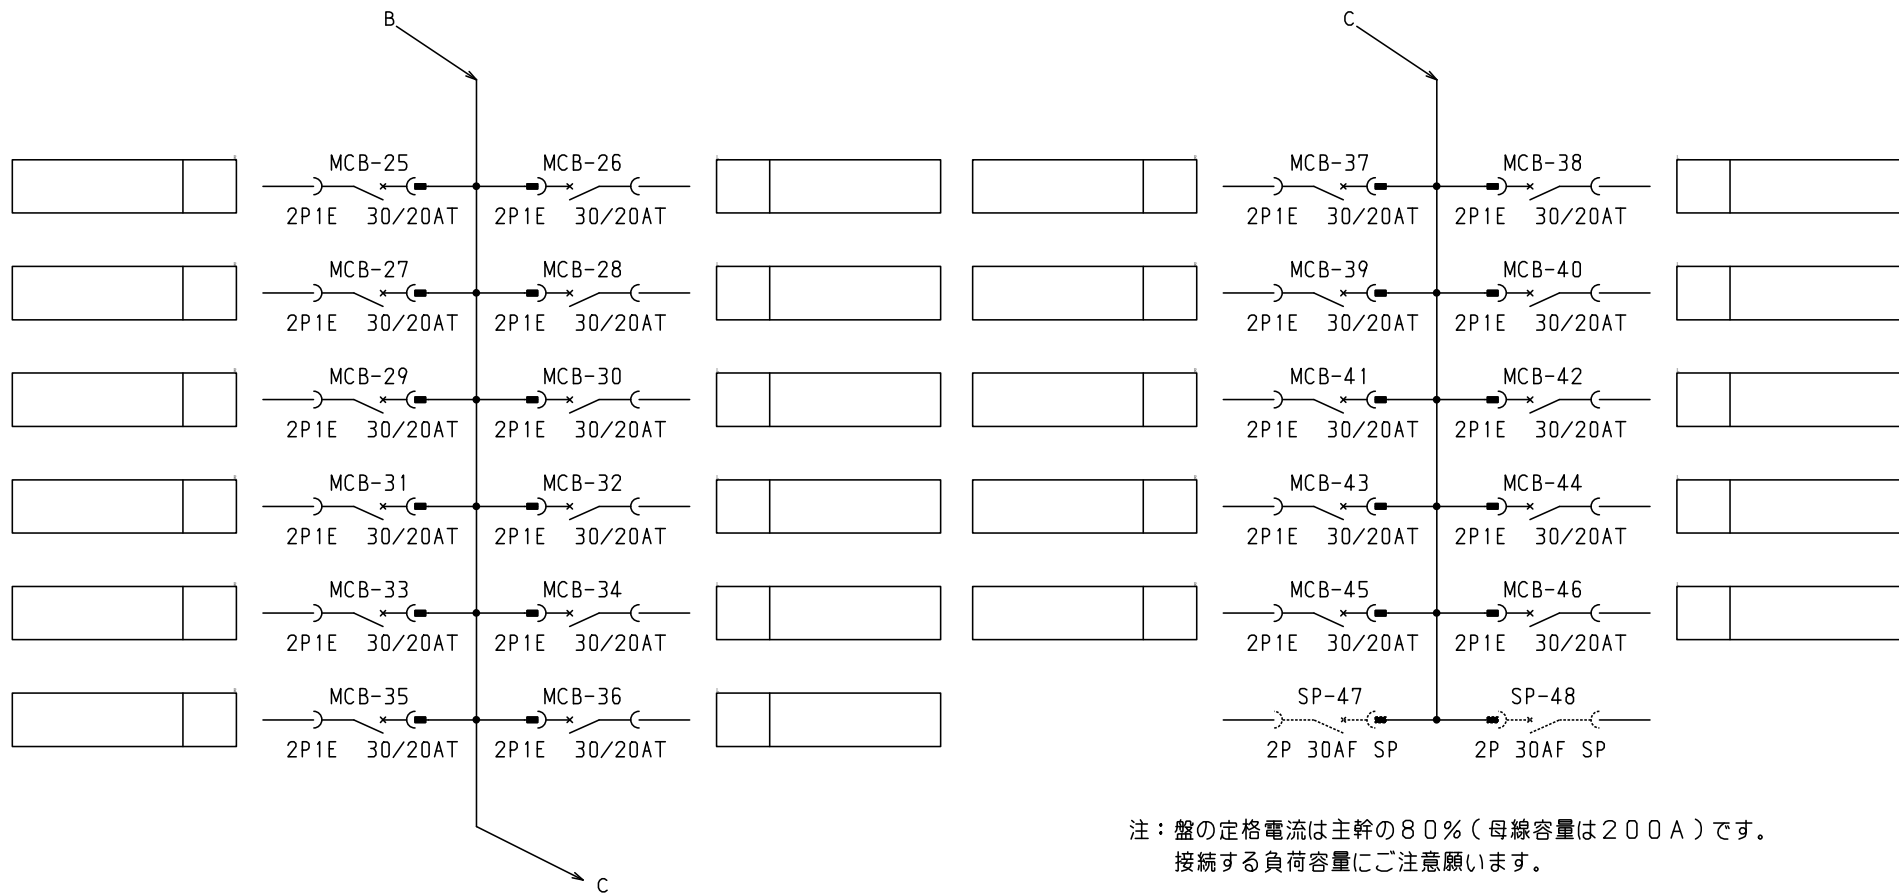 B
MCB-25 MCB-26
2P1E 30/20AT 2P1E 30/20AT
MCB-27 MCB-28
2P1E 30/20AT 2P1E 30/20AT
MCB-29 MCB-30
2P1E 30/20AT 2P1E 30/20AT
MCB-31 MCB-32
2P1E 30/20AT 2P1E 30/20AT
MCB-33 MCB-34
2P1E 30/20AT 2P1E 30/20AT
MCB-35 MCB-36
2P1E 30/20AT 2P1E 30/20AT
C
C
MCB-37 MCB-38
2P1E 30/20AT 2P1E 30/20AT
MCB-39 MCB-40
2P1E 30/20AT 2P1E 30/20AT
MCB-41 MCB-42
2P1E 30/20AT 2P1E 30/20AT
MCB-43 MCB-44
2P1E 30/20AT 2P1E 30/20AT
MCB-45 MCB-46
2P1E 30/20AT 2P1E 30/20AT
SP-47 SP-48
2P 30AF SP 2P 30AF SP
注：盤の定格電流は主幹の８０％（母線容量は２００Ａ）です。
接続する負荷容量にご注意願います。